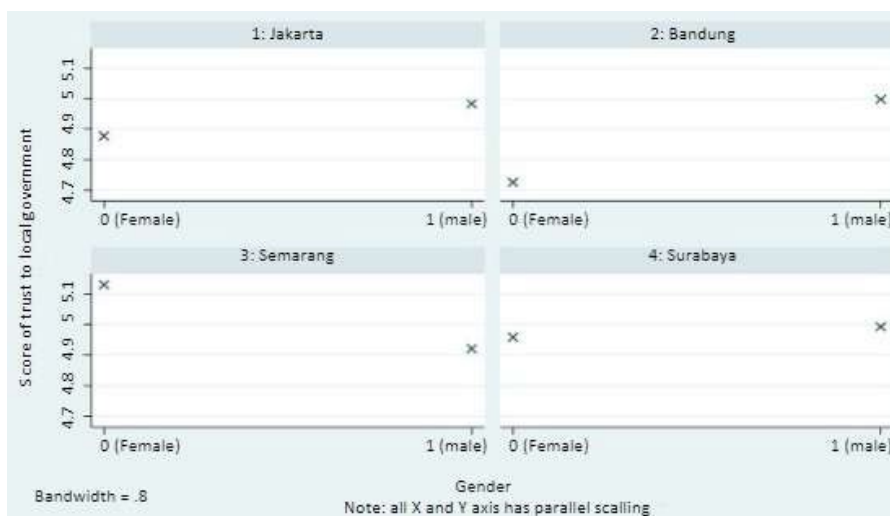 1: Jakarta
2: Bandung
Score of trust to local government
5.1
5
4.9
4.8
4.7
0 (Female)
1 (male)
0 (Female)
1 (male)
3: Semarang
4: Surabaya
5.1
5
4.9
4.8
4.7
0 (Female)
1 (male)
0 (Female)
1 (male)
Gender
Bandwidth = .8
Note: all X and Y axis has parallel scalling